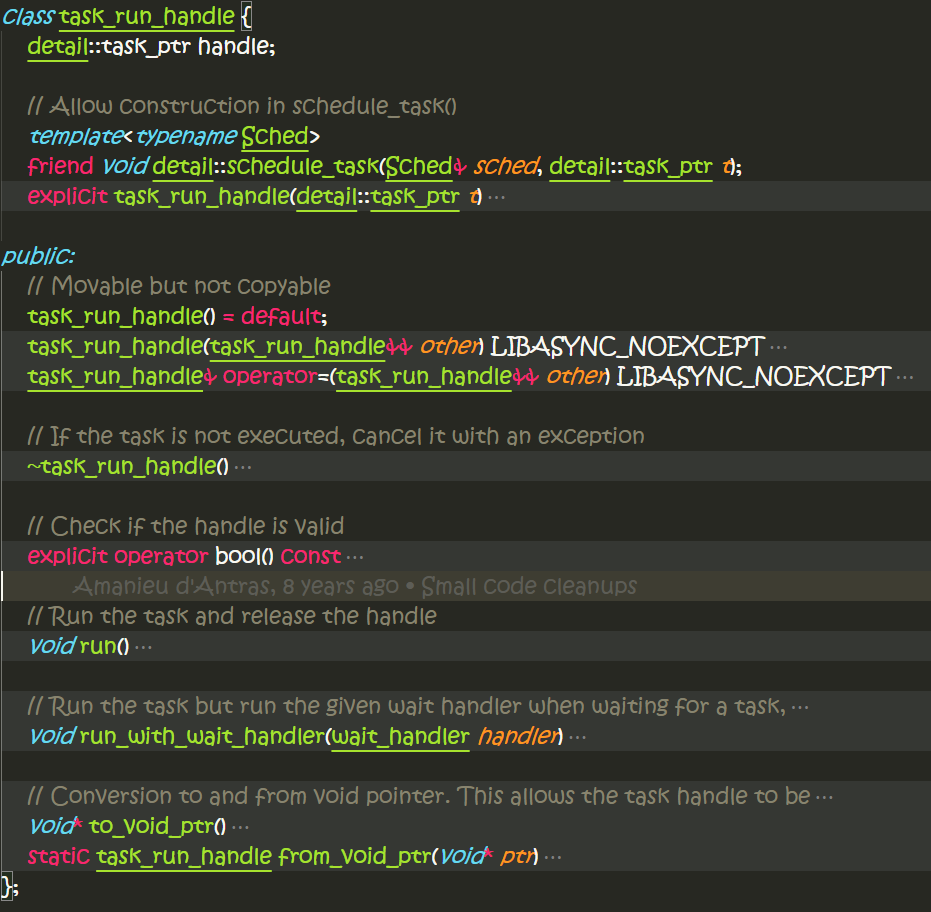 class task_run_handle {
detail::task_ptr handle;
// Allow construction in schedule_task()
template<typename Sched>
friend void detail::schedule_task(Sched& sched, detail::task_ptr t);
explicit task_run_handle(detail::task_ptr t) ···
public:
// Movable but not copyable
task_run_handle() = default;
task_run_handle(task_run_handle&& other) LIBASYNC_NOEXCEPT ···
task_run_handle& operator=(task_run_handle&& other) LIBASYNC_NOEXCEPT ···
// If the task is not executed, cancel it with an exception
~task_run_handle() ···
// Check if the handle is valid
explicit operator bool() const ···
Amanieu d'Antras, 8 years ago • Small code cleanups
// Run the task and release the handle
void run() ···
// Run the task but run the given wait handler when waiting for a task, ···
void run_with_wait_handler(wait_handler handler) ···
// Conversion to and from void pointer. This allows the task handle to be ···
void* to_void_ptr() ···
static task_run_handle from_void_ptr(void* ptr) ···
};